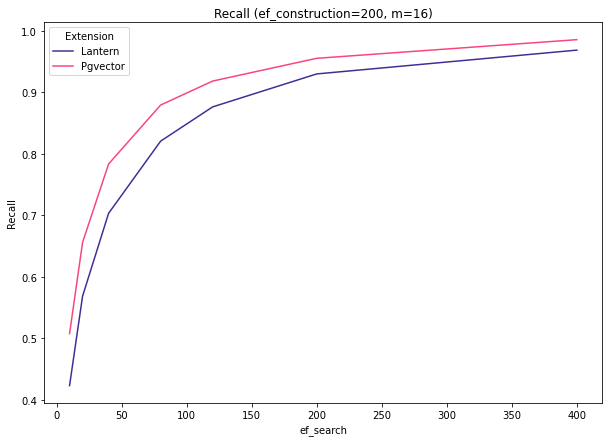 Recall (ef_construction=200, m=16)
Extension
Lantern
Pgvector
Recall
1.0
0.9
0.8
0.7
0.6
0.5
0.4
0 50 100 150 200 250 300 350 400
ef_search